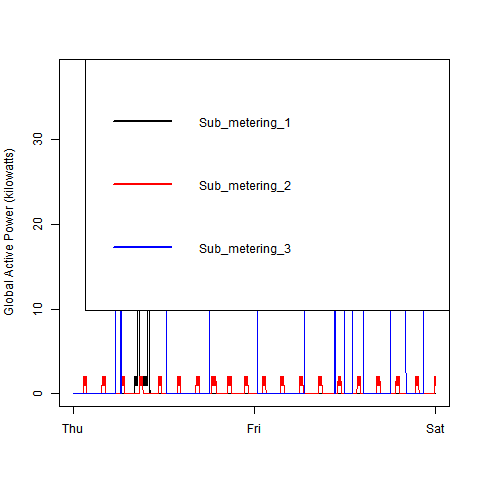 Sub_metering_1
Sub_metering_2
Sub_metering_3
Global Active Power (kilowatts)
30
20
10
0
Thu Fri Sat